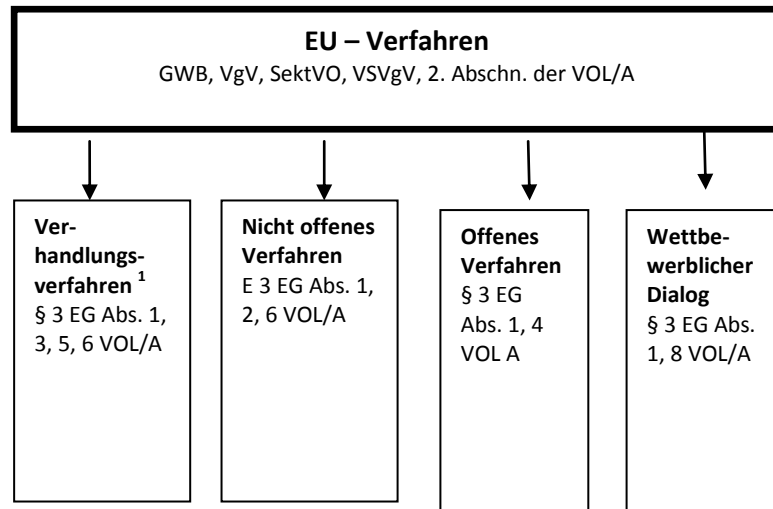 EU – Verfahren
GWB, VgV, SektVO, VSVgV, 2. Abschn. der VOL/A
Ver-
handlungs-
verfahren ¹
§ 3 EG Abs. 1,
3, 5, 6 VOL/A
Nicht offenes
Verfahren
E 3 EG Abs. 1,
2, 6 VOL/A
Offenes
Verfahren
§ 3 EG
Abs. 1, 4
VOL A
Wettbe-
werblicher
Dialog
§ 3 EG Abs.
1, 8 VOL/A